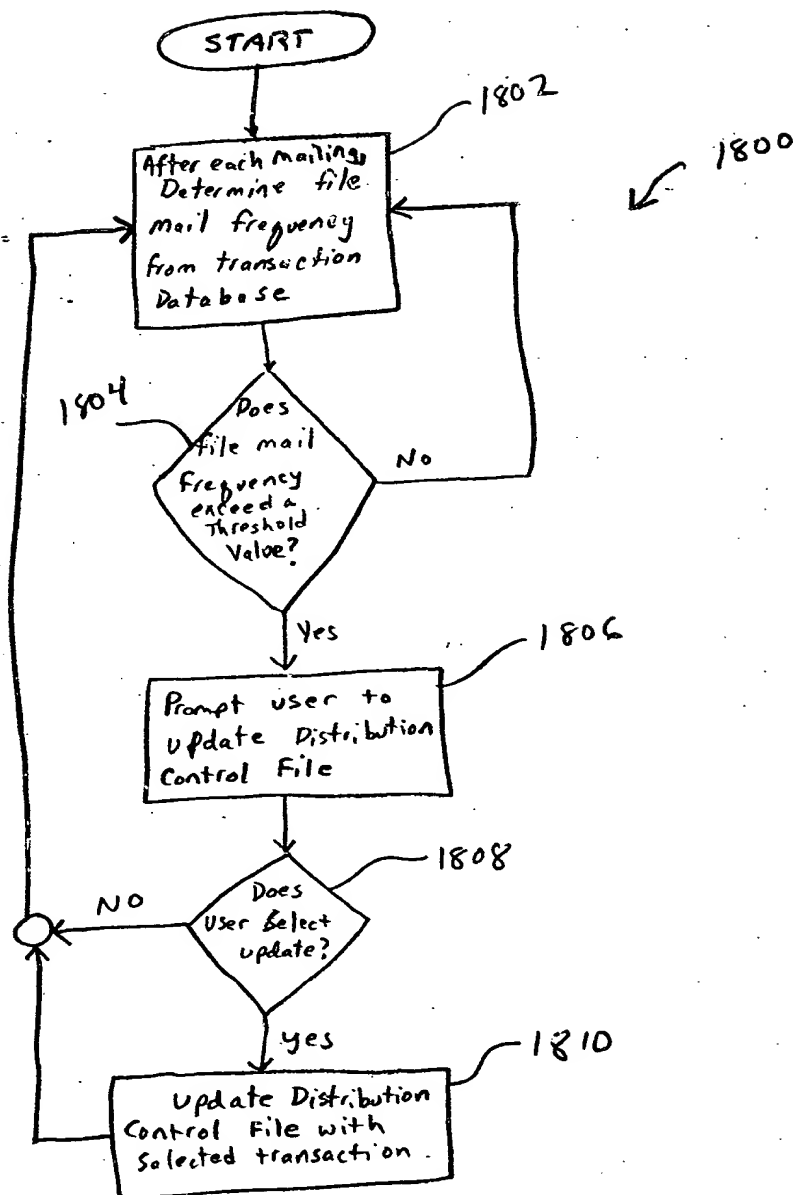 START
1802
1800
After each mailing,
Determine file
mail frequency
from transaction
Database
1804
Does
file mail
frequency
exceed a
Threshold
Value?
No
Yes
1806
Prompt user to
update Distribution
Control File
1808
Does
User Select
update?
NO
yes
1810
Update Distribution
Control File with
Selected transaction.